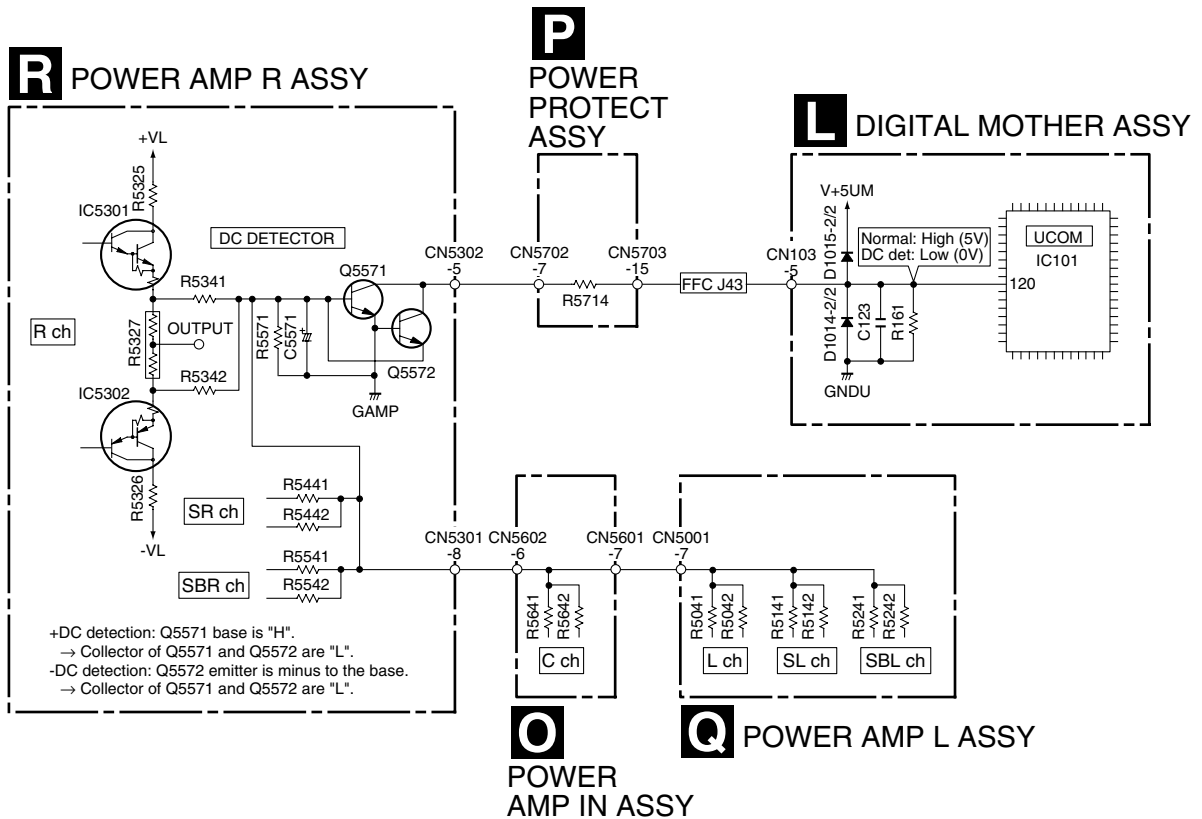 R POWER AMP R ASSY
P
POWER
PROTECT
ASSY
L DIGITAL MOTHER ASSY
+VL
R5325
IC5301
DC DETECTOR
R5341
Q5571
CN5302
-5
CN5702
-7
CN5703
-15
R5714
FFC J43
CN103
-5
V+5UM
D1015-2/2
Normal: High (5V)
DC det: Low (0V)
UCOM
IC101
120
R ch
R5327
OUTPUT
R5571
C5571
+
Q5572
D1014-2/2
C123
R161
GNDU
R5342
IC5302
GAMP
R5326
-VL
SR ch
R5441
R5442
SBR ch
R5541
R5542
CN5301
-8
CN5602
-6
CN5601
-7
CN5001
-7
R5641
R5642
C ch
R5041
R5042
L ch
R5141
R5142
SL ch
R5241
R5242
SBL ch
+DC detection: Q5571 base is "H".
→ Collector of Q5571 and Q5572 are "L".
-DC detection: Q5572 emitter is minus to the base.
→ Collector of Q5571 and Q5572 are "L".
O
POWER
AMP IN ASSY
Q POWER AMP L ASSY